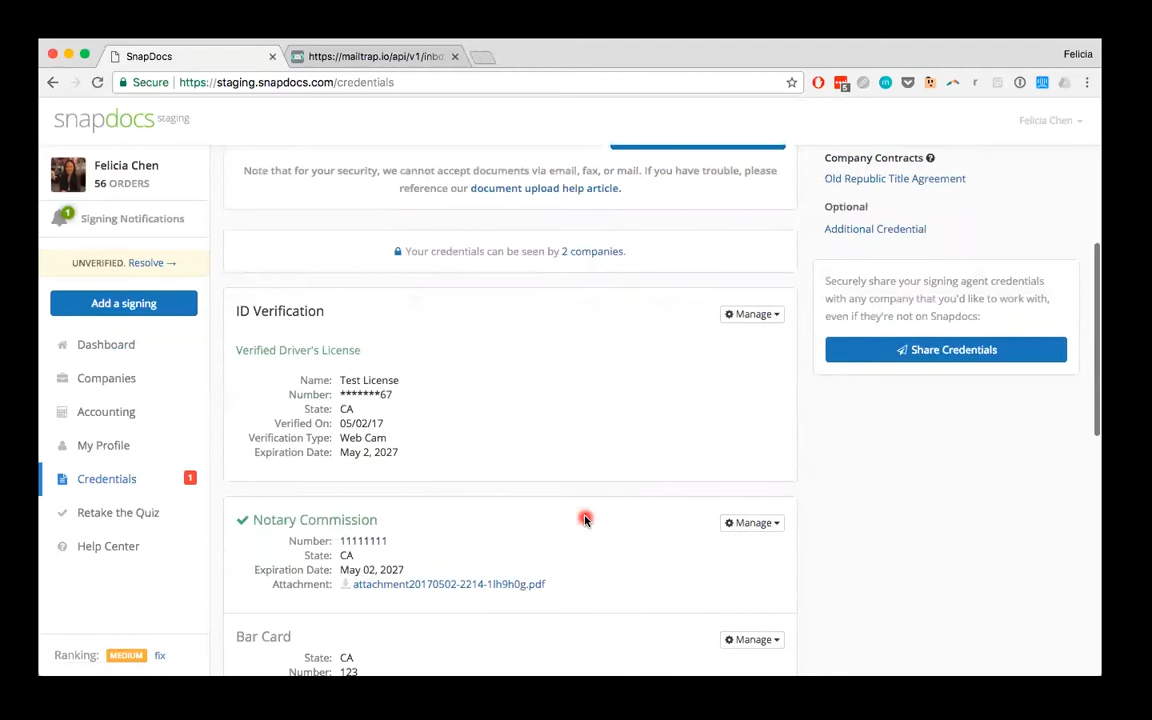 SnapDocs
https://mailtrap.io/api/v1/inbo
Felicia
Secure
https://staging.snapdocs.com/credentials
5
snapdocs staging
Felicia Chen
Felicia Chen
56 ORDERS
1
Signing Notifications
UNVERIFIED. Resolve →
Add a signing
Dashboard
Companies
Accounting
My Profile
Credentials
1
Retake the Quiz
Help Center
Ranking: MEDIUM fix
Note that for your security, we cannot accept documents via email, fax, or mail. If you have trouble, please
reference our document upload help article.
Your credentials can be seen by 2 companies.
ID Verification
Manage
Verified Driver's License
Name: Test License
Number: *******67
State: CA
Verified On: 05/02/17
Verification Type: Web Cam
Expiration Date: May 2, 2027
Notary Commission
Manage
Number: 11111111
State: CA
Expiration Date: May 02, 2027
Attachment: attachment20170502-2214-1lh9h0g.pdf
Bar Card
Manage
State: CA
Number: 123
Company Contracts
Old Republic Title Agreement
Optional
Additional Credential
Securely share your signing agent credentials
with any company that you'd like to work with,
even if they're not on Snapdocs:
Share Credentials